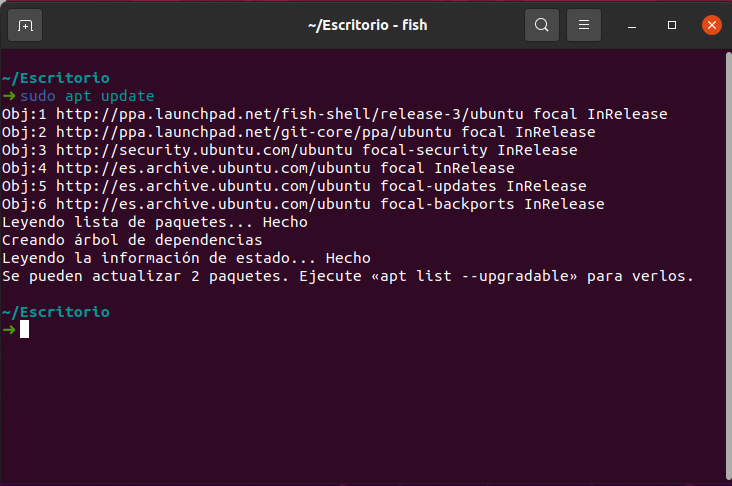 ~/Escritorio - fish
~/Escritorio
➜ sudo apt update
Obj:1 http://ppa.launchpad.net/fish-shell/release-3/ubuntu focal InRelease
Obj:2 http://ppa.launchpad.net/git-core/ppa/ubuntu focal InRelease
Obj:3 http://security.ubuntu.com/ubuntu focal-security InRelease
Obj:4 http://es.archive.ubuntu.com/ubuntu focal InRelease
Obj:5 http://es.archive.ubuntu.com/ubuntu focal-updates InRelease
Obj:6 http://es.archive.ubuntu.com/ubuntu focal-backports InRelease
Leyendo lista de paquetes... Hecho
Creando árbol de dependencias
Leyendo la información de estado... Hecho
Se pueden actualizar 2 paquetes. Ejecute «apt list --upgradable» para verlos.
~/Escritorio
➜